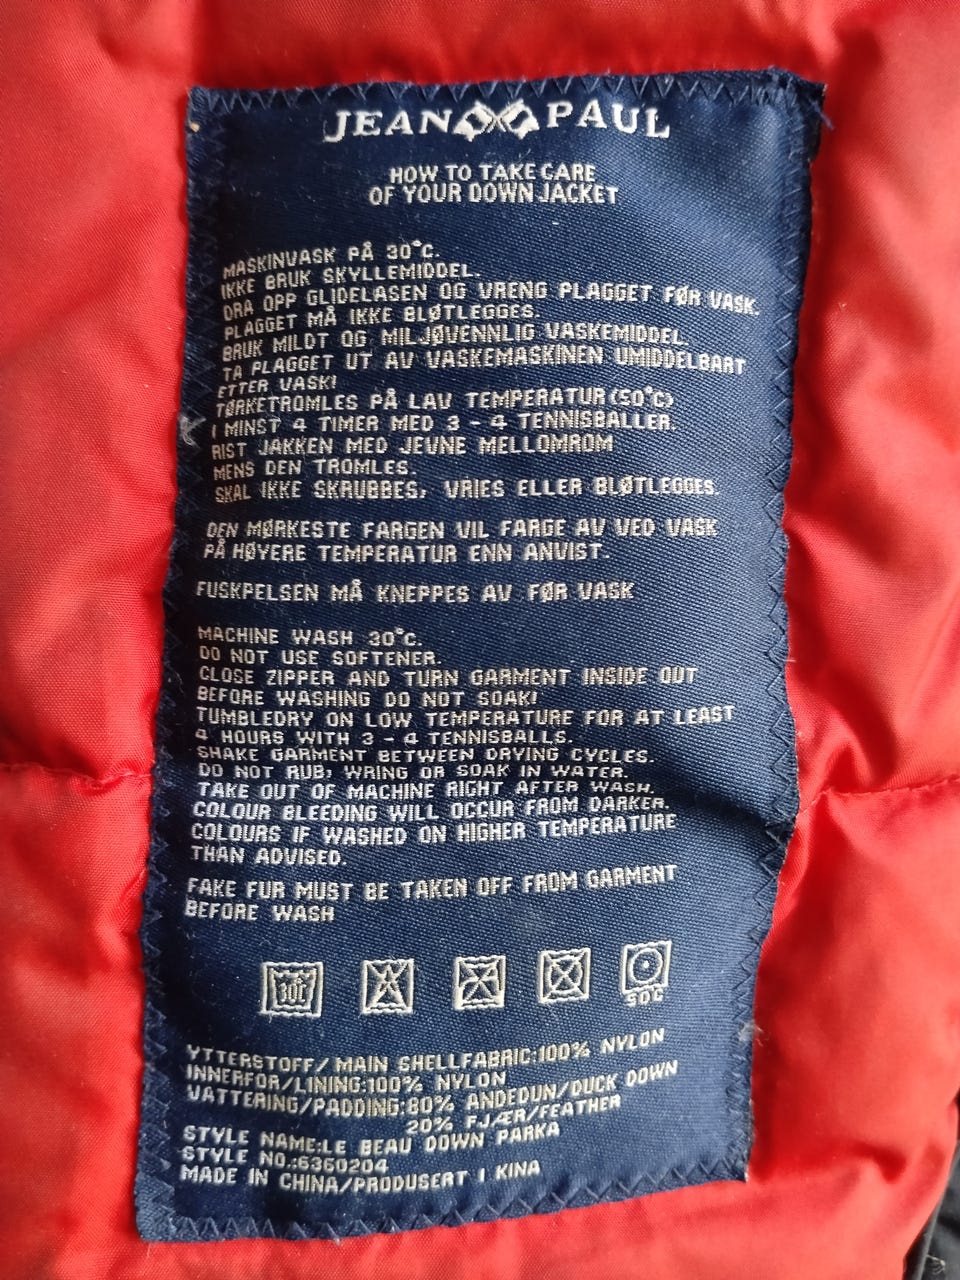 JEAN PAUL
HOW TO TAKE CARE
OF YOUR DOWN JACKET
MASKINVASK PÅ 30°C.
IKKE BRUK SKYLLEMIDDEL.
DRA OPP GLIDELASEN OG VRENG PLAGGET FØR VASK.
PLAGGET MÅ IKKE BLØTLEGGES.
BRUK MILDT OG MILJØVENNLIG VASKEMIDDEL
TA PLAGGET UT AV VASKEMASKINEN UMIDDELBART
ETTER VASK!
TØRKETROMLES PÅ LAV TEMPERATUR (50°C)
I MINST 4 TIMER MED 3 - 4 TENNISBALLER.
RIST JAKKEN MED JEVNE MELLOMROM
MENS DEN TROMLES.
SKAL IKKE SKRUBBES, VRIES ELLER BLØTLEGGES.
DEN MØRKESTE FARGEN VIL FARGE AV VED VASK
PÅ HØYERE TEMPERATUR ENN ANVIST.
FUSKPELSEN MÅ KNEPPES AV FØR VASK
MACHINE WASH 30°C.
DO NOT USE SOFTENER.
CLOSE ZIPPER AND TURN GARMENT INSIDE OUT
BEFORE WASHING DO NOT SOAK!
TUMBLEDRY ON LOW TEMPERATURE FOR AT LEAST
4 HOURS WITH 3 - 4 TENNISBALLS.
SHAKE GARMENT BETWEEN DRYING CYCLES.
DO NOT RUB, WRING OR SOAK IN WATER.
TAKE OUT OF MACHINE RIGHT AFTER WASH.
COLOUR BLEEDING WILL OCCUR FROM DARKER.
COLOURS IF WASHED ON HIGHER TEMPERATURE
THAN ADVISED.
FAKE FUR MUST BE TAKEN OFF FROM GARMENT
BEFORE WASH
30C 50C
YTTERSTOFF/ MAIN SHELLFABRIC:100% NYLON
INNERFOR/LINING:100% NYLON
VATTERING/PADDING:80% ANDEDUN/DUCK DOWN
20% FJÆR/FEATHER
STYLE NAME:LE BEAU DOWN PARKA
STYLE NO.:6360204
MADE IN CHINA/PRODUSERT I KINA